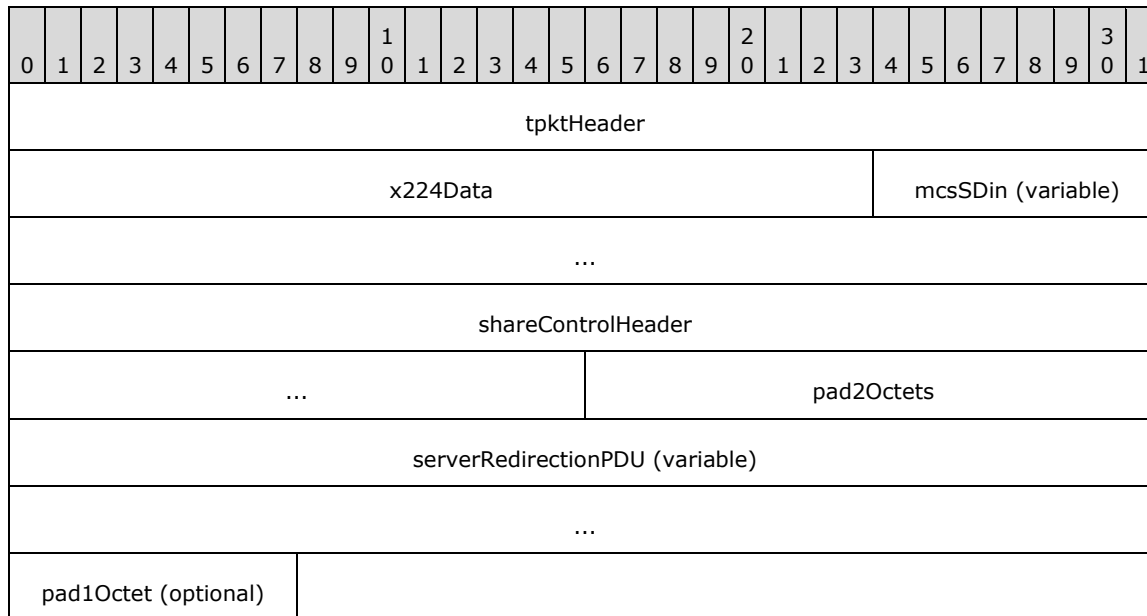 1 2 3
0 1 2 3 4 5 6 7 8 9 0 1 2 3 4 5 6 7 8 9 0 1 2 3 4 5 6 7 8 9 0 1
tpktHeader
x224Data mcsSDin (variable)
...
shareControlHeader
... pad2Octets
serverRedirectionPDU (variable)
...
pad1Octet (optional)